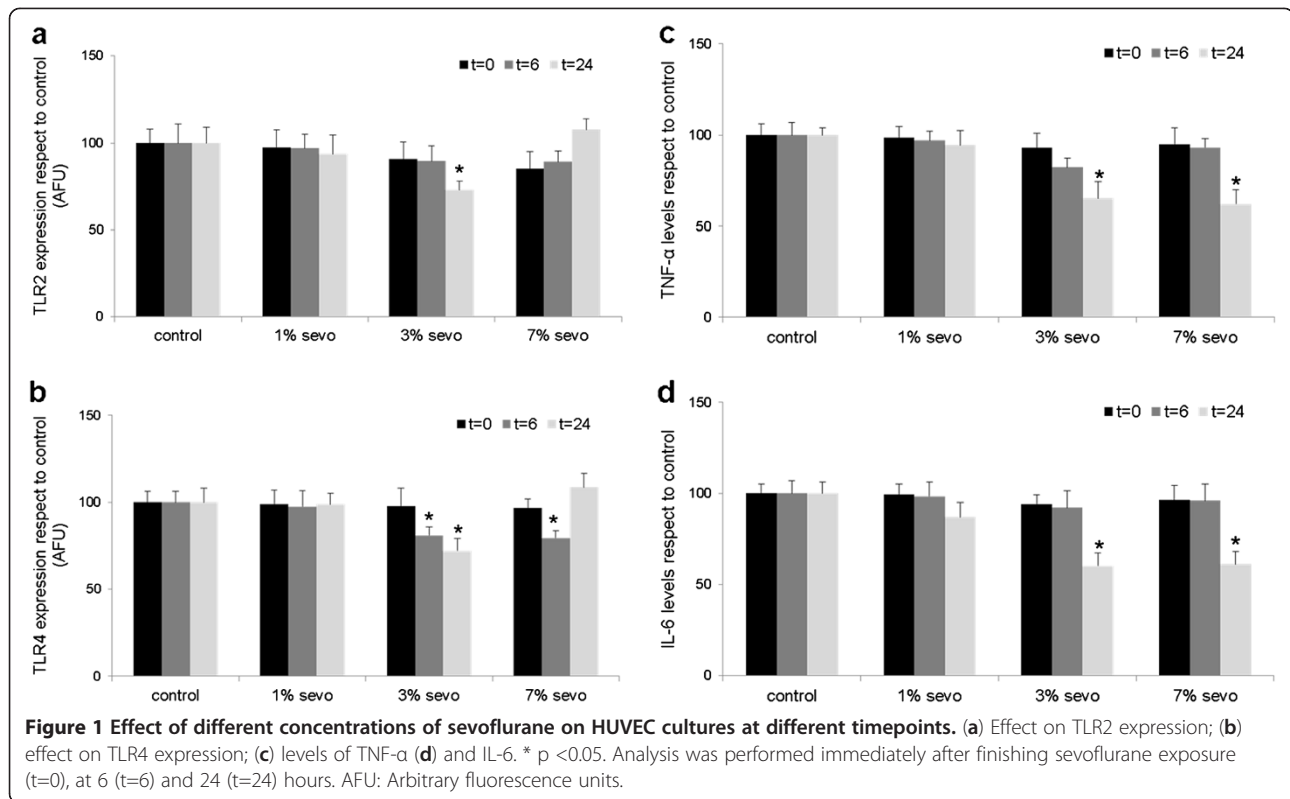 a
150
100
50
0
TLR2 expression respect to control
(AFU)
■t=0 ■t=6 ■t=24
*
control 1% sevo 3% sevo 7% sevo
b
150
100
50
0
TLR4 expression respect to control
(AFU)
■t=0 ■t=6 ■t=24
* * *
control 1% sevo 3% sevo 7% sevo
c
150
100
50
0
TNF-α levels respect to control
■t=0 ■t=6 ■t=24
* *
control 1% sevo 3% sevo 7% sevo
d
150
100
50
0
IL-6 levels respect to control
■t=0 ■t=6 ■t=24
* *
control 1% sevo 3% sevo 7% sevo
Figure 1 Effect of different concentrations of sevoflurane on HUVEC cultures at different timepoints. (a) Effect on TLR2 expression; (b)
effect on TLR4 expression; (c) levels of TNF-α (d) and IL-6. * p <0.05. Analysis was performed immediately after finishing sevoflurane exposure
(t=0), at 6 (t=6) and 24 (t=24) hours. AFU: Arbitrary fluorescence units.